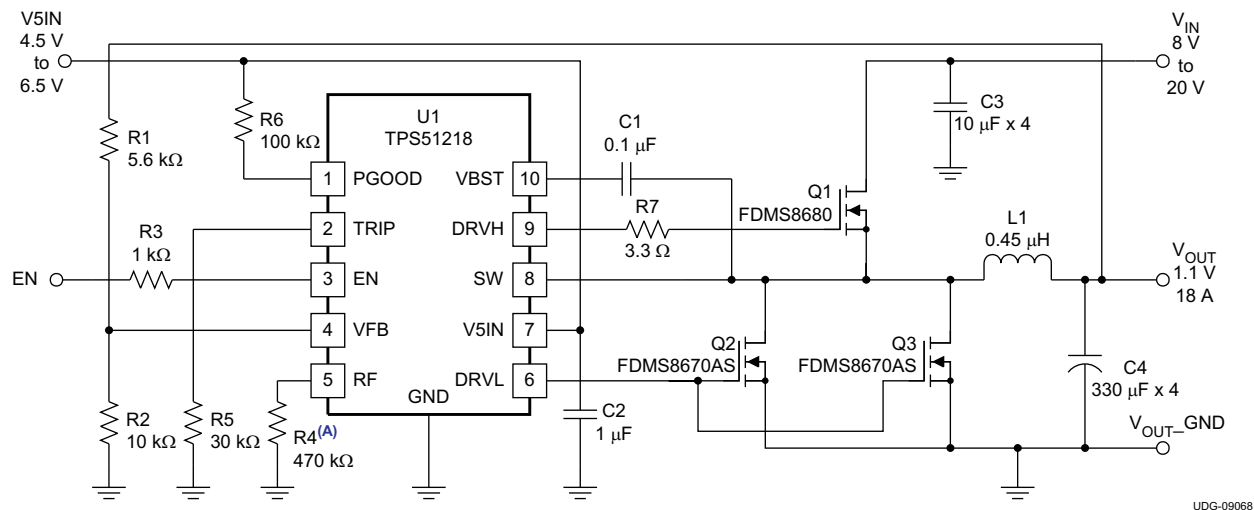 V5IN
4.5 V
to
6.5 V
VIN
8 V
to
20 V
R1
5.6 kΩ
R6
100 kΩ
U1
TPS51218
C1
0.1 μF
C3
10 μF x 4
1 PGOOD VBST 10
Q1
FDMS8680
R3
1 kΩ
2 TRIP DRVH 9
R7
3.3 Ω
L1
0.45 μH
EN
3 EN SW 8
VOUT
1.1 V
18 A
4 VFB V5IN 7
Q2
FDMS8670AS
Q3
FDMS8670AS
5 RF DRVL 6
GND
C4
330 μF x 4
R2
10 kΩ
R5
30 kΩ
R4(A)
470 kΩ
C2
1 μF
VOUT_GND
UDG-09068